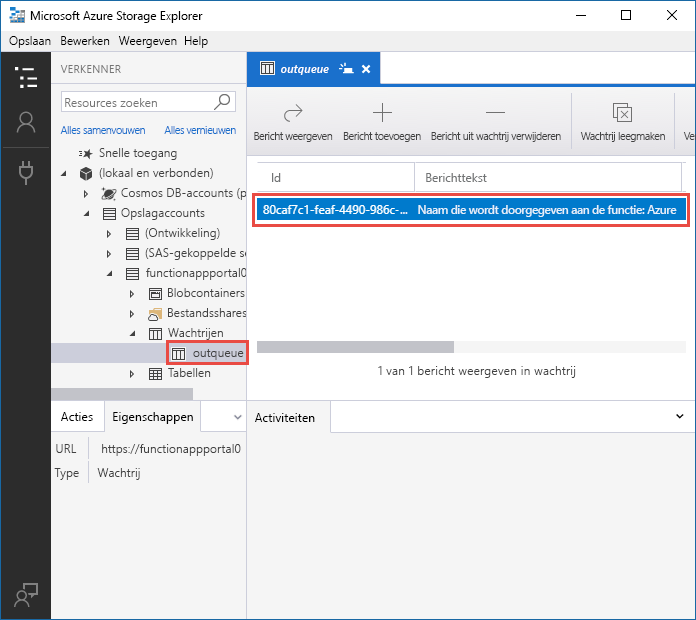 Microsoft Azure Storage Explorer
Opslaan Bewerken Weergeven Help
VERKENNER
Resources zoeken
Alles samenvouwen Alles vernieuwen
Snelle toegang
(lokaal en verbonden)
Cosmos DB-accounts (p
Opslagaccounts
(Ontwikkeling)
(SAS-gekoppelde se
functionappportal0
Blobcontainers
Bestandsshares
Wachtrijen
outqueue
Tabellen
Acties Eigenschappen
URL https://functionappportal0
Type Wachtrij
outqueue
Bericht weergeven Bericht toevoegen Bericht uit wachtrij verwijderen Wachtrij leegmaken Ve
Id Berichttekst
80caf7c1-feaf-4490-986c-... Naam die wordt doorgegeven aan de functie: Azure
1 van 1 bericht weergeven in wachtrij
Activiteiten